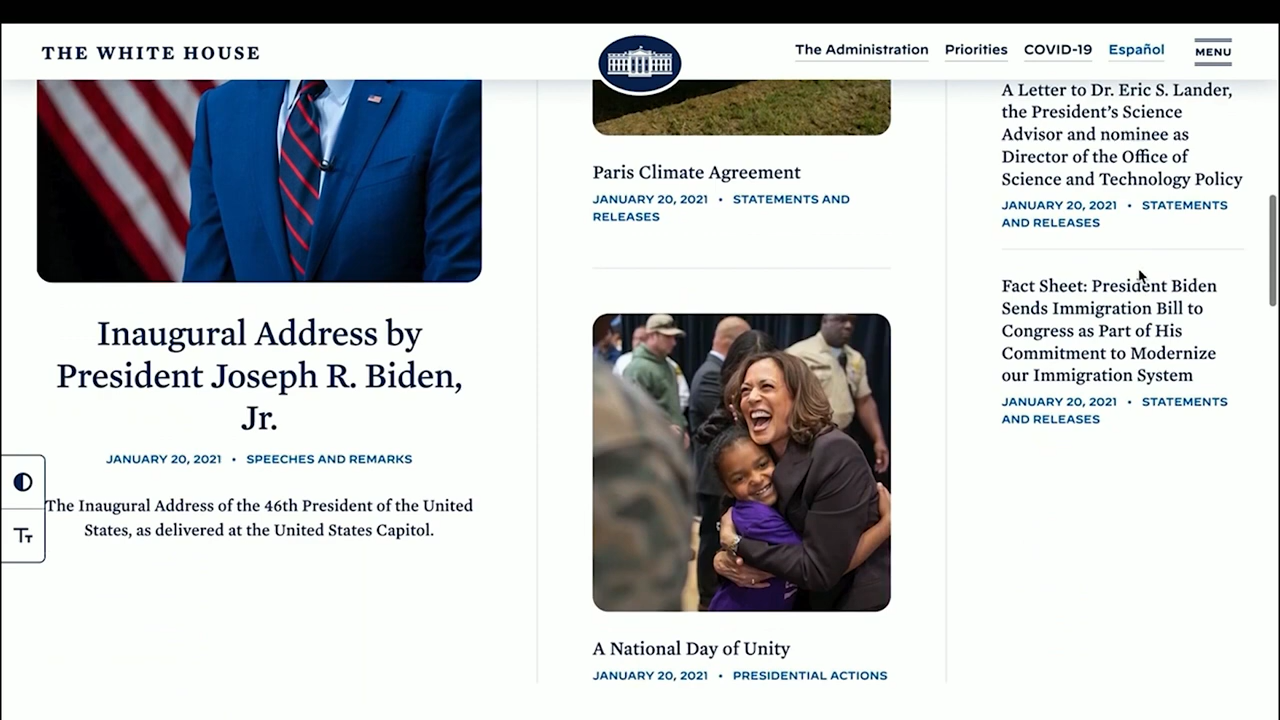 THE WHITE HOUSE
The Administration
Priorities
COVID-19
Español
MENU
Inaugural Address by
President Joseph R. Biden,
Jr.
JANUARY 20, 2021 • SPEECHES AND REMARKS
The Inaugural Address of the 46th President of the United
States, as delivered at the United States Capitol.
TT
Paris Climate Agreement
JANUARY 20, 2021 • STATEMENTS AND
RELEASES
A National Day of Unity
JANUARY 20, 2021 • PRESIDENTIAL ACTIONS
A Letter to Dr. Eric S. Lander,
the President’s Science
Advisor and nominee as
Director of the Office of
Science and Technology Policy
JANUARY 20, 2021 • STATEMENTS
AND RELEASES
Fact Sheet: President Biden
Sends Immigration Bill to
Congress as Part of His
Commitment to Modernize
our Immigration System
JANUARY 20, 2021 • STATEMENTS
AND RELEASES